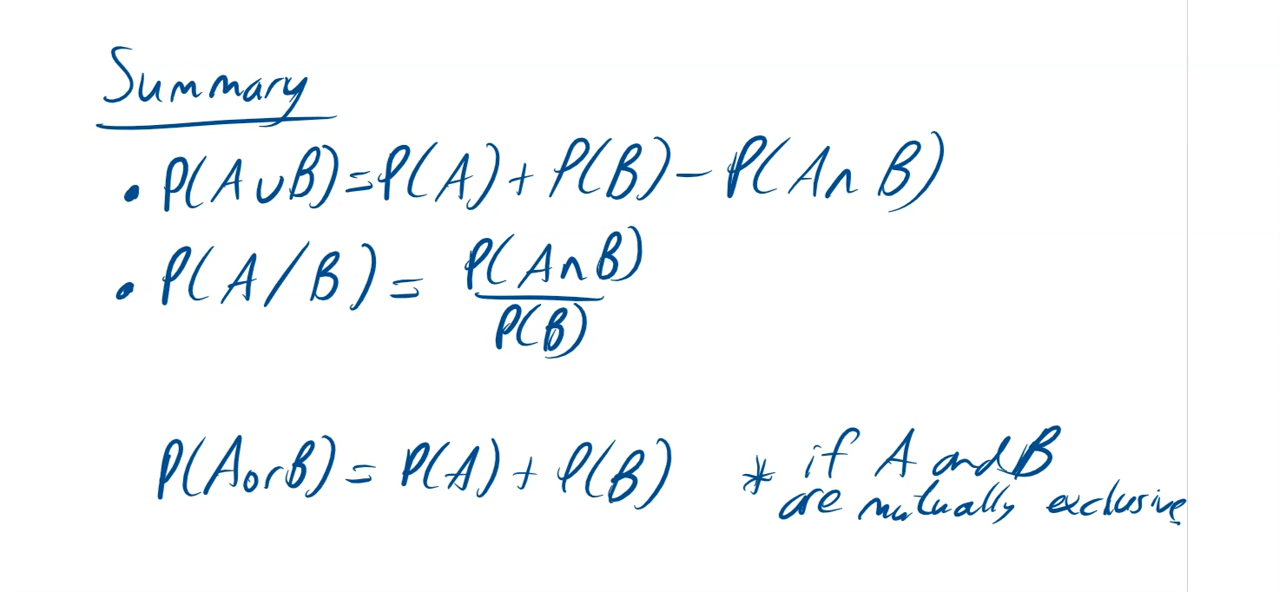 Summary
• P(A∪B)=P(A)+P(B)-P(A∩B)
• P(A/B)= P(A∩B)
P(B)
P(A or B)= P(A)+P(B) * if A and B
are mutually exclusive